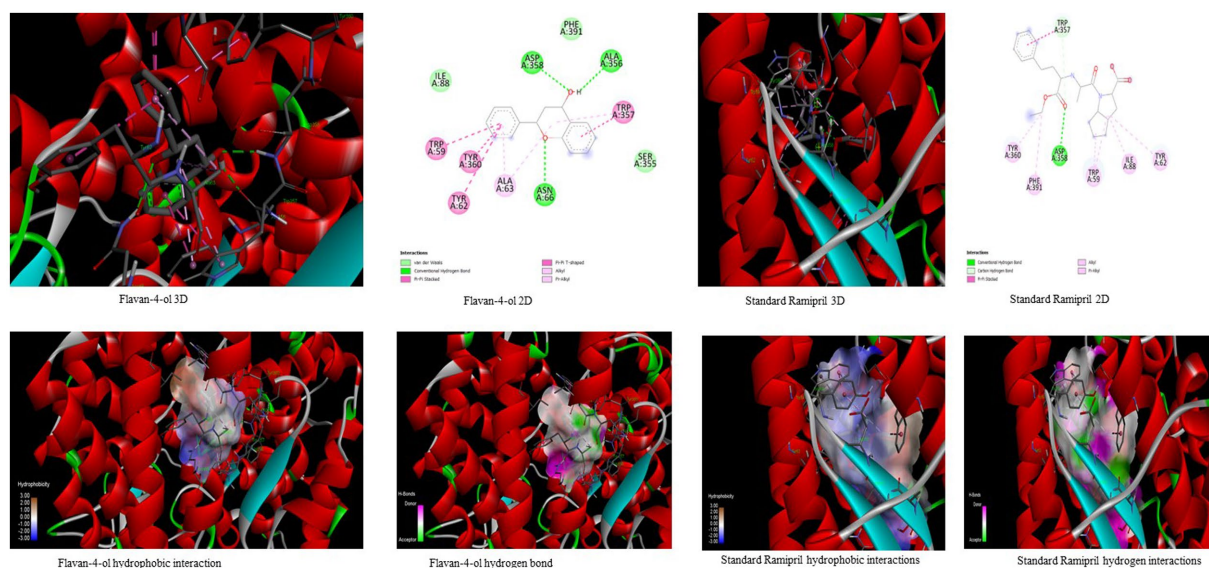 PHE
A:391
ASP
A:358
ALA
A:356
ILE
A:88
H
TRP
A:357
TRP
A:59
TYR
A:360
SER
A:355
ALA
A:63
TYR
A:62
ASN
A:66
Interactions
van der Waals
Conventional Hydrogen Bond
Pi-Pi Stacked
Pi-Pi T-shaped
Alkyl
Pi-Alkyl
TRP
A:357
TYR
A:360
ASP
A:358
PHE
A:391
TRP
A:59
ILE
A:88
TYR
A:62
Interactions
Conventional Hydrogen Bond
Carbon Hydrogen Bond
Pi-Pi Stacked
Alkyl
Pi-Alkyl
Flavan-4-ol 3D
Flavan-4-ol 2D
Standard Ramipril 3D
Standard Ramipril 2D
Hydrophobicity
3.00
2.00
1.00
0.00
-1.00
-2.00
-3.00
H-Bonds
Donor
Acceptor
Hydrophobicity
3.00
2.00
1.00
0.00
-1.00
-2.00
-3.00
H-Bonds
Donor
Acceptor
Flavan-4-ol hydrophobic interaction
Flavan-4-ol hydrogen bond
Standard Ramipril hydrophobic interactions
Standard Ramipril hydrogen interactions